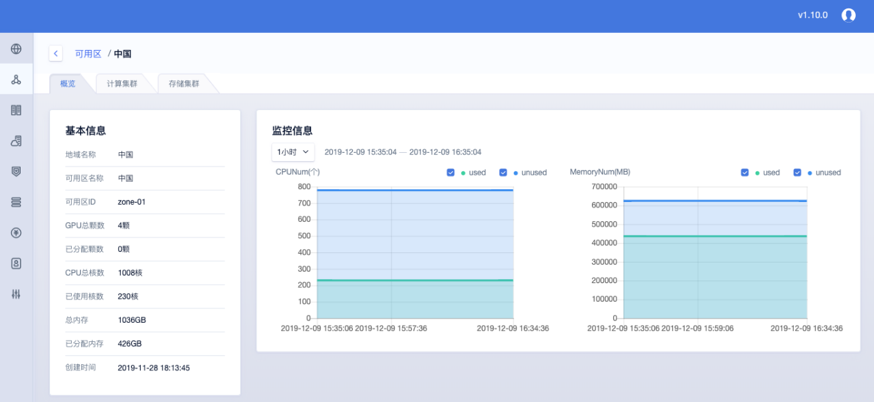 v1.10.0
可用区 / 中国
概览 计算集群 存储集群
基本信息
地域名称 中国
可用区名称 中国
可用区ID zone-01
GPU总颗数 4颗
已分配颗数 0颗
CPU总核数 1008核
已使用核数 230核
总内存 1036GB
已分配内存 426GB
创建时间 2019-11-28 18:13:45
监控信息
1小时 2019-12-09 15:35:04 — 2019-12-09 16:35:04
CPUNum(个) used unused
800
700
600
500
400
300
200
100
0
2019-12-09 15:35:06 2019-12-09 15:57:36 2019-12-09 16:34:36
MemoryNum(MB) used unused
700000
600000
500000
400000
300000
200000
100000
0
2019-12-09 15:35:06 2019-12-09 15:59:06 2019-12-09 16:34:36